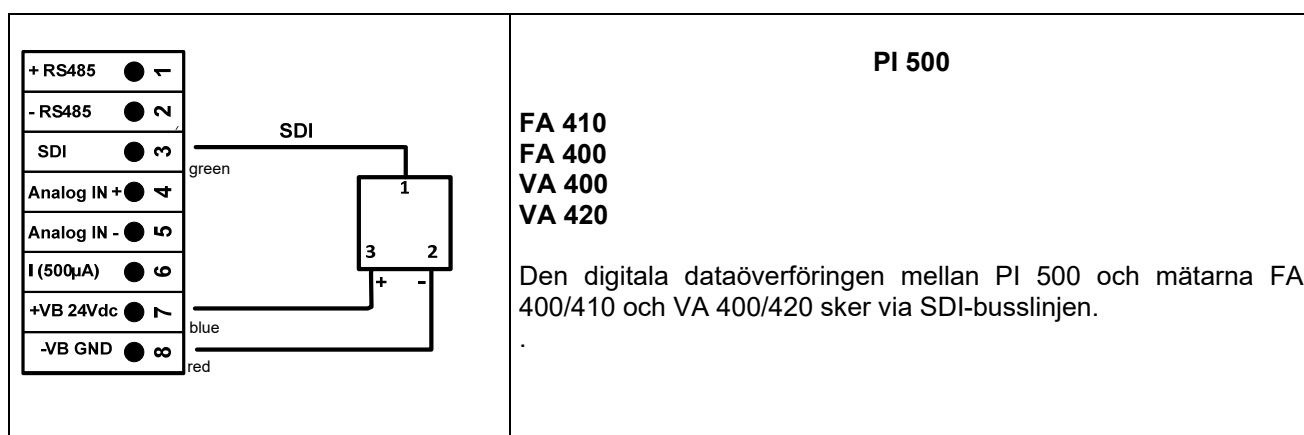 + RS485 1
- RS485 2
SDI 3
Analog IN + 4
Analog IN - 5
I (500µA) 6
+VB 24Vdc 7
-VB GND 8
SDI
green
1
3 2
+ -
blue
red
PI 500
FA 410
FA 400
VA 400
VA 420
Den digitala dataöverföringen mellan PI 500 och mätarna FA
400/410 och VA 400/420 sker via SDI-busslinjen.
.